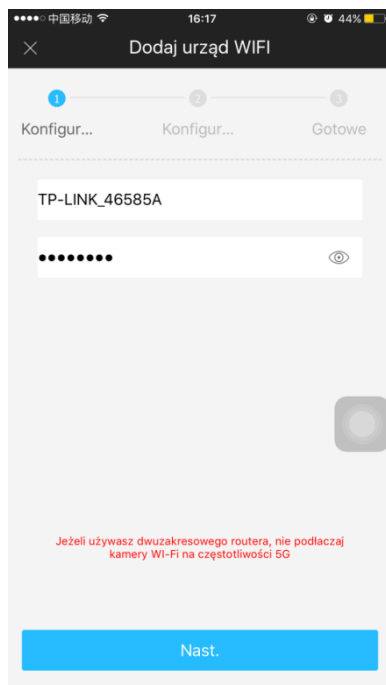 中国移动 16:17 44%
Dodaj urząd WIFI
1 2 3
Konfigur... Konfigur... Gotowe
TP-LINK_46585A
••••••••
Jeżeli używasz dwuzakresowego routera, nie podłaczaj
kamery WI-Fi na częstotliwości 5G
Nast.